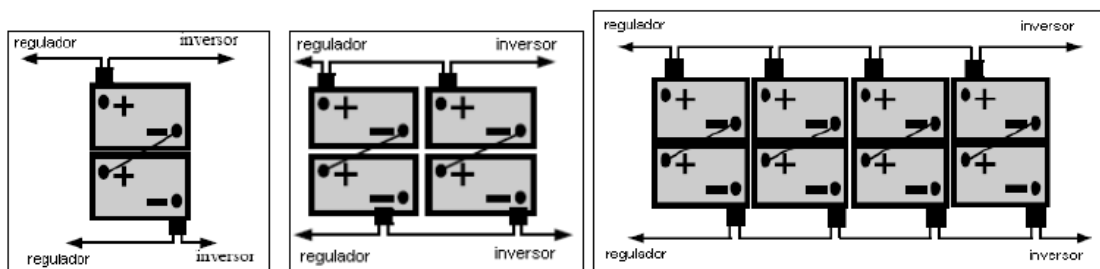 regulador inversor
+
−
+
−
regulador inversor
regulador inversor
+ +
− −
+ +
− −
regulador inversor
regulador inversor
+ + + +
− − − −
+ + + +
− − − −
regulador inversor